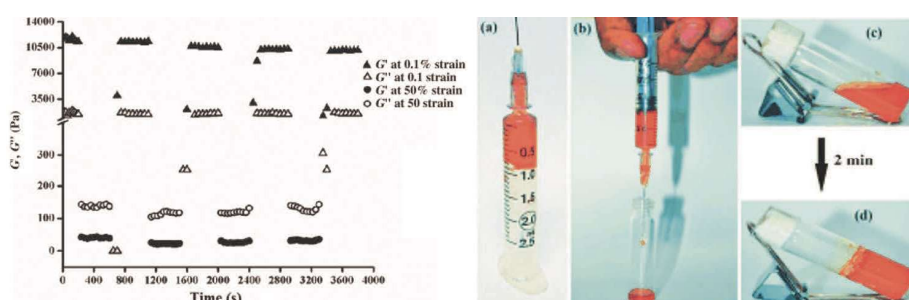 14000
10500
7000
3500
300
200
100
0
G', G'' (Pa)
0 400 800 1200 1600 2000 2400 2800 3200 3600 4000
Time (s)
G' at 0.1% strain
G'' at 0.1 strain
G' at 50% strain
G'' at 50 strain
(a)
0.5
1.0
1.5
2.0
2.5
(b)
(c)
2 min
(d)